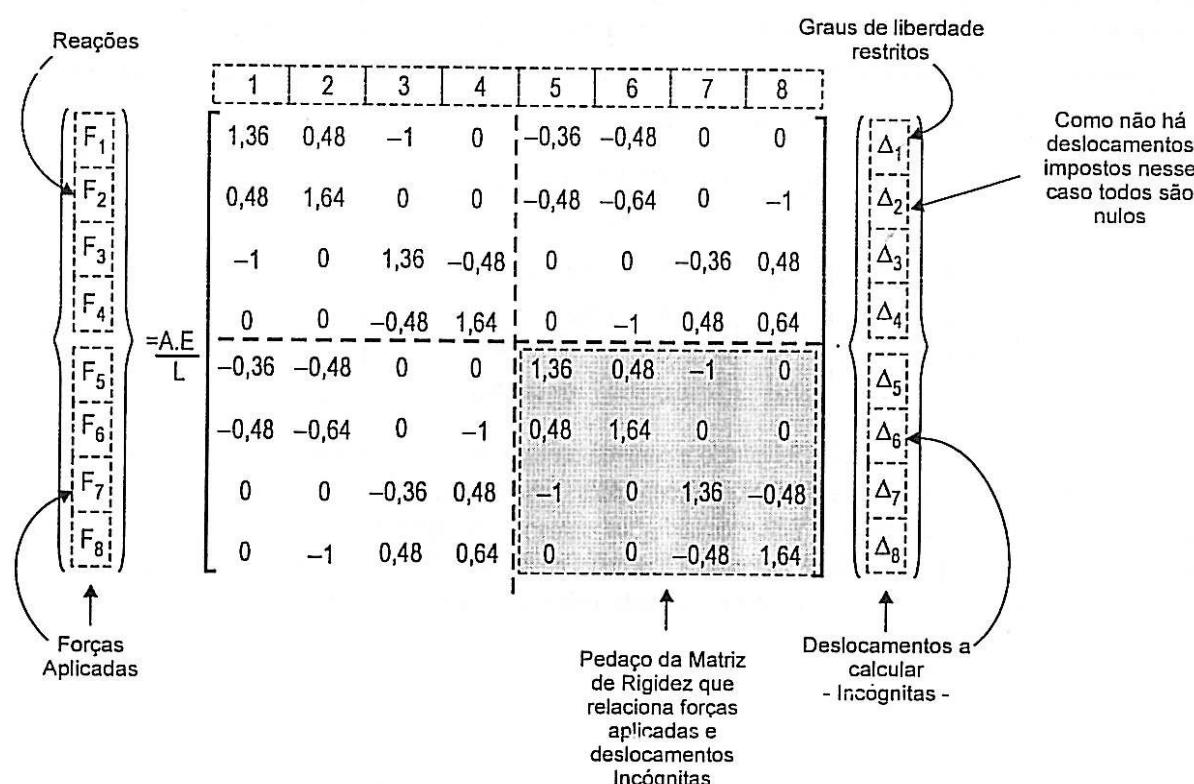 Reações
Graus de liberdade
restritos
1 2 3 4 5 6 7 8
F1 1,36 0,48 −1 0 −0,36 −0,48 0 0 Δ1
Como não há
deslocamentos
impostos nesse
caso todos são
nulos
F2 0,48 1,64 0 0 −0,48 −0,64 0 −1 Δ2
F3 −1 0 1,36 −0,48 0 0 −0,36 0,48 Δ3
F4 0 0 −0,48 1,64 0 −1 0,48 0,64 Δ4
=A.E
L
F5 −0,36 −0,48 0 0 1,36 0,48 −1 0 Δ5
F6 −0,48 −0,64 0 −1 0,48 1,64 0 0 Δ6
F7 0 0 −0,36 0,48 −1 0 1,36 −0,48 Δ7
F8 0 −1 0,48 0,64 0 0 −0,48 1,64 Δ8
Forças
Aplicadas
Pedaço da Matriz
de Rigidez que
relaciona forças
aplicadas e
deslocamentos
Incógnitas
Deslocamentos a
calcular
- Incógnitas -